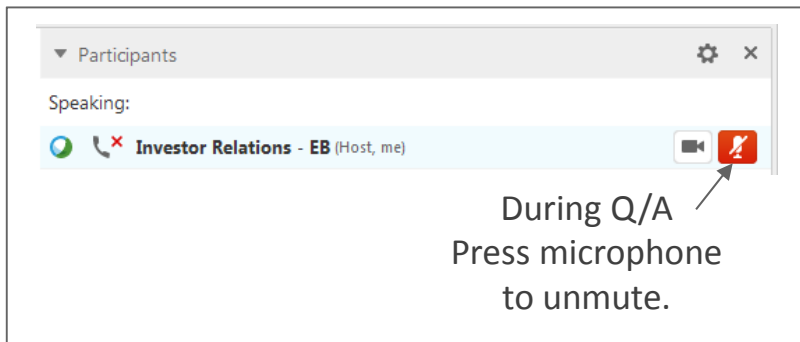 Participants
Speaking:
Investor Relations - EB (Host, me)
During Q/A
Press microphone
to unmute.